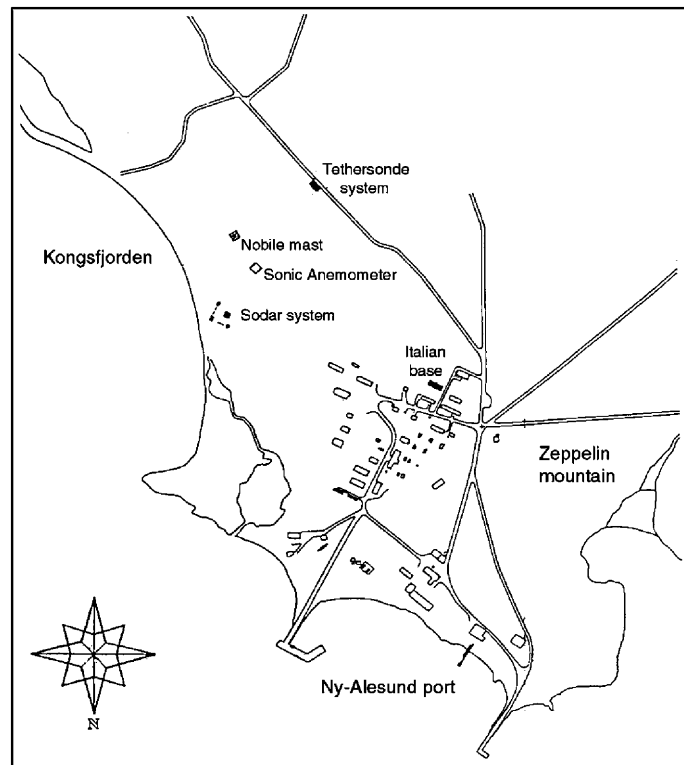 Tethersonde
system
Nobile mast
Kongsfjorden
Sonic Anemometer
Sodar system
Italian
base
Zeppelin
mountain
Ny-Alesund port
N